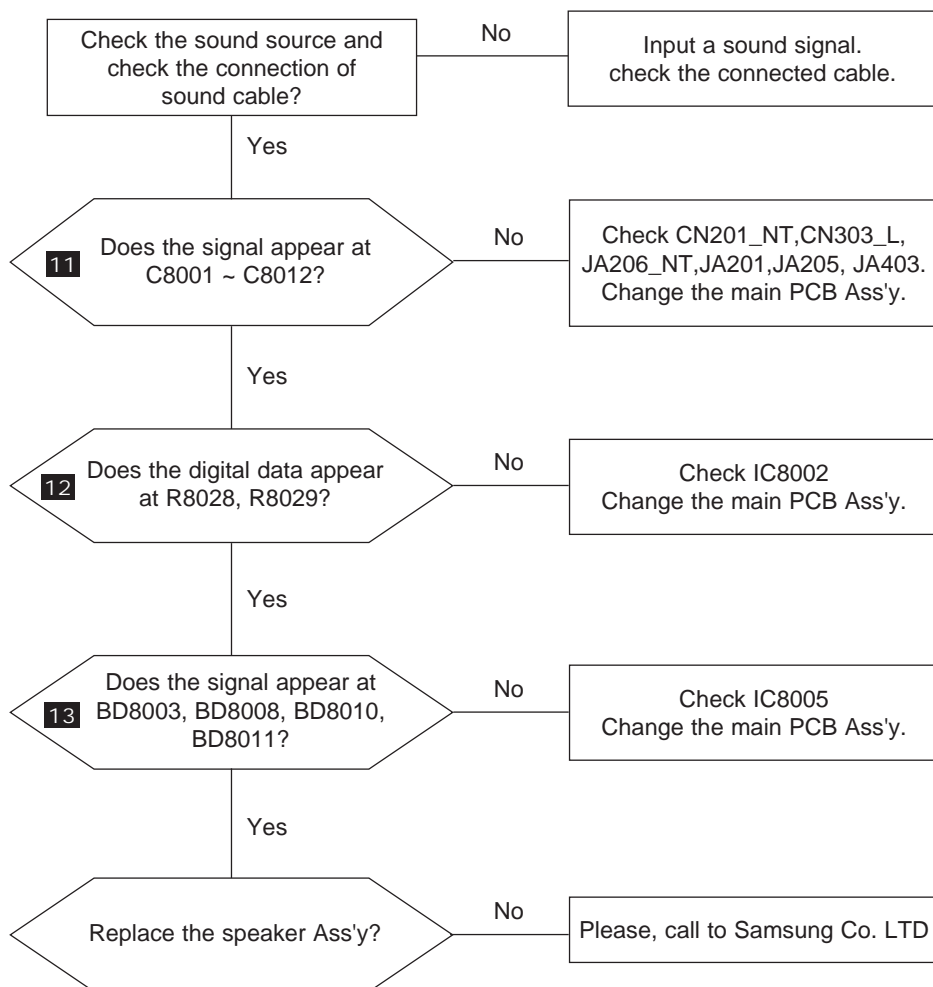 Check the sound source and
check the connection of
sound cable?
No
Input a sound signal.
check the connected cable.
Yes
11
Does the signal appear at
C8001 ~ C8012?
No
Check CN201_NT,CN303_L,
JA206_NT,JA201,JA205, JA403.
Change the main PCB Ass'y.
Yes
12
Does the digital data appear
at R8028, R8029?
No
Check IC8002
Change the main PCB Ass'y.
Yes
13
Does the signal appear at
BD8003, BD8008, BD8010,
BD8011?
No
Check IC8005
Change the main PCB Ass'y.
Yes
Replace the speaker Ass'y?
No
Please, call to Samsung Co. LTD